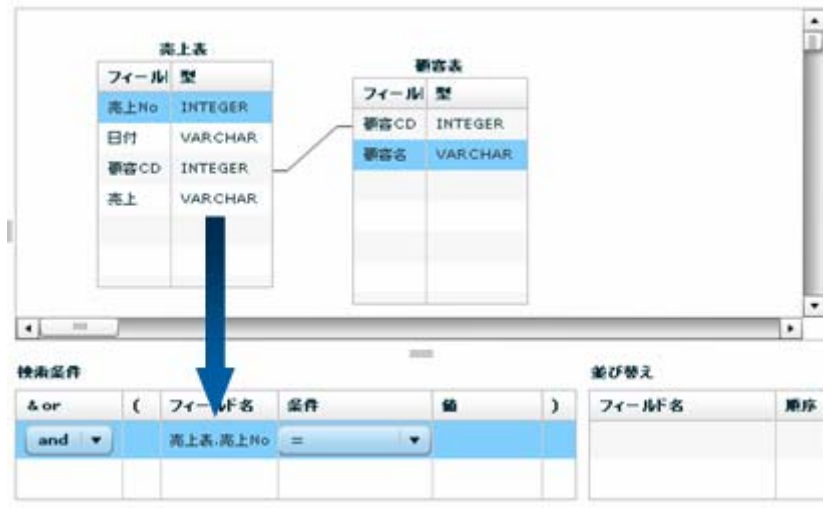 売上表
フィールド 型
売上No INTEGER
日付 VARCHAR
顧客CD INTEGER
売上 VARCHAR
顧客表
フィールド 型
顧客CD INTEGER
顧客名 VARCHAR
検索条件
& or ( フィールド名 条件 値 )
and 売上表.売上No =
並び替え
フィールド名 順序